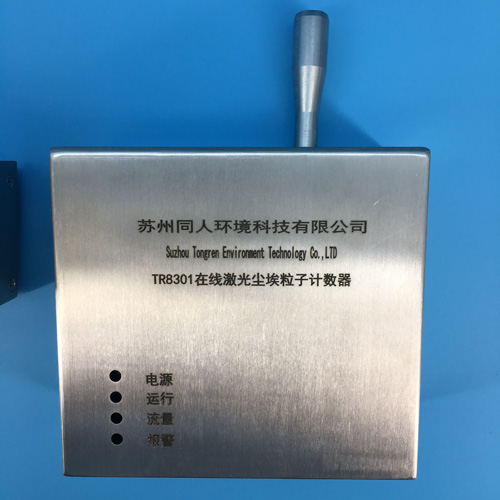 苏州同人环境科技有限公司
Suzhou Tongren Environment Technology Co.,LTD
TR8301在线激光尘埃粒子计数器
电源
运行
流量
报警